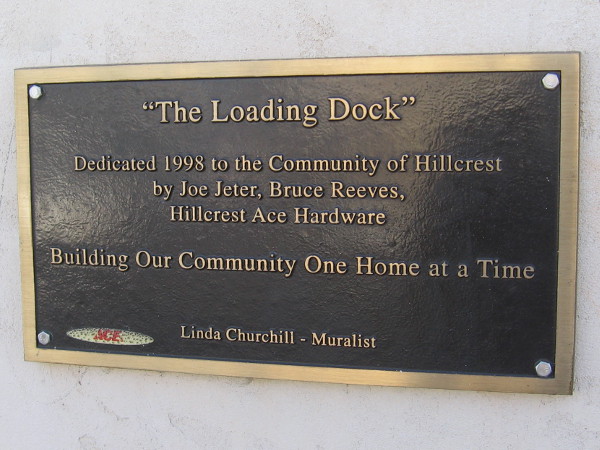 “The Loading Dock”
Dedicated 1998 to the Community of Hillcrest
by Joe Jeter, Bruce Reeves,
Hillcrest Ace Hardware
Building Our Community One Home at a Time
ACE
Linda Churchill - Muralist